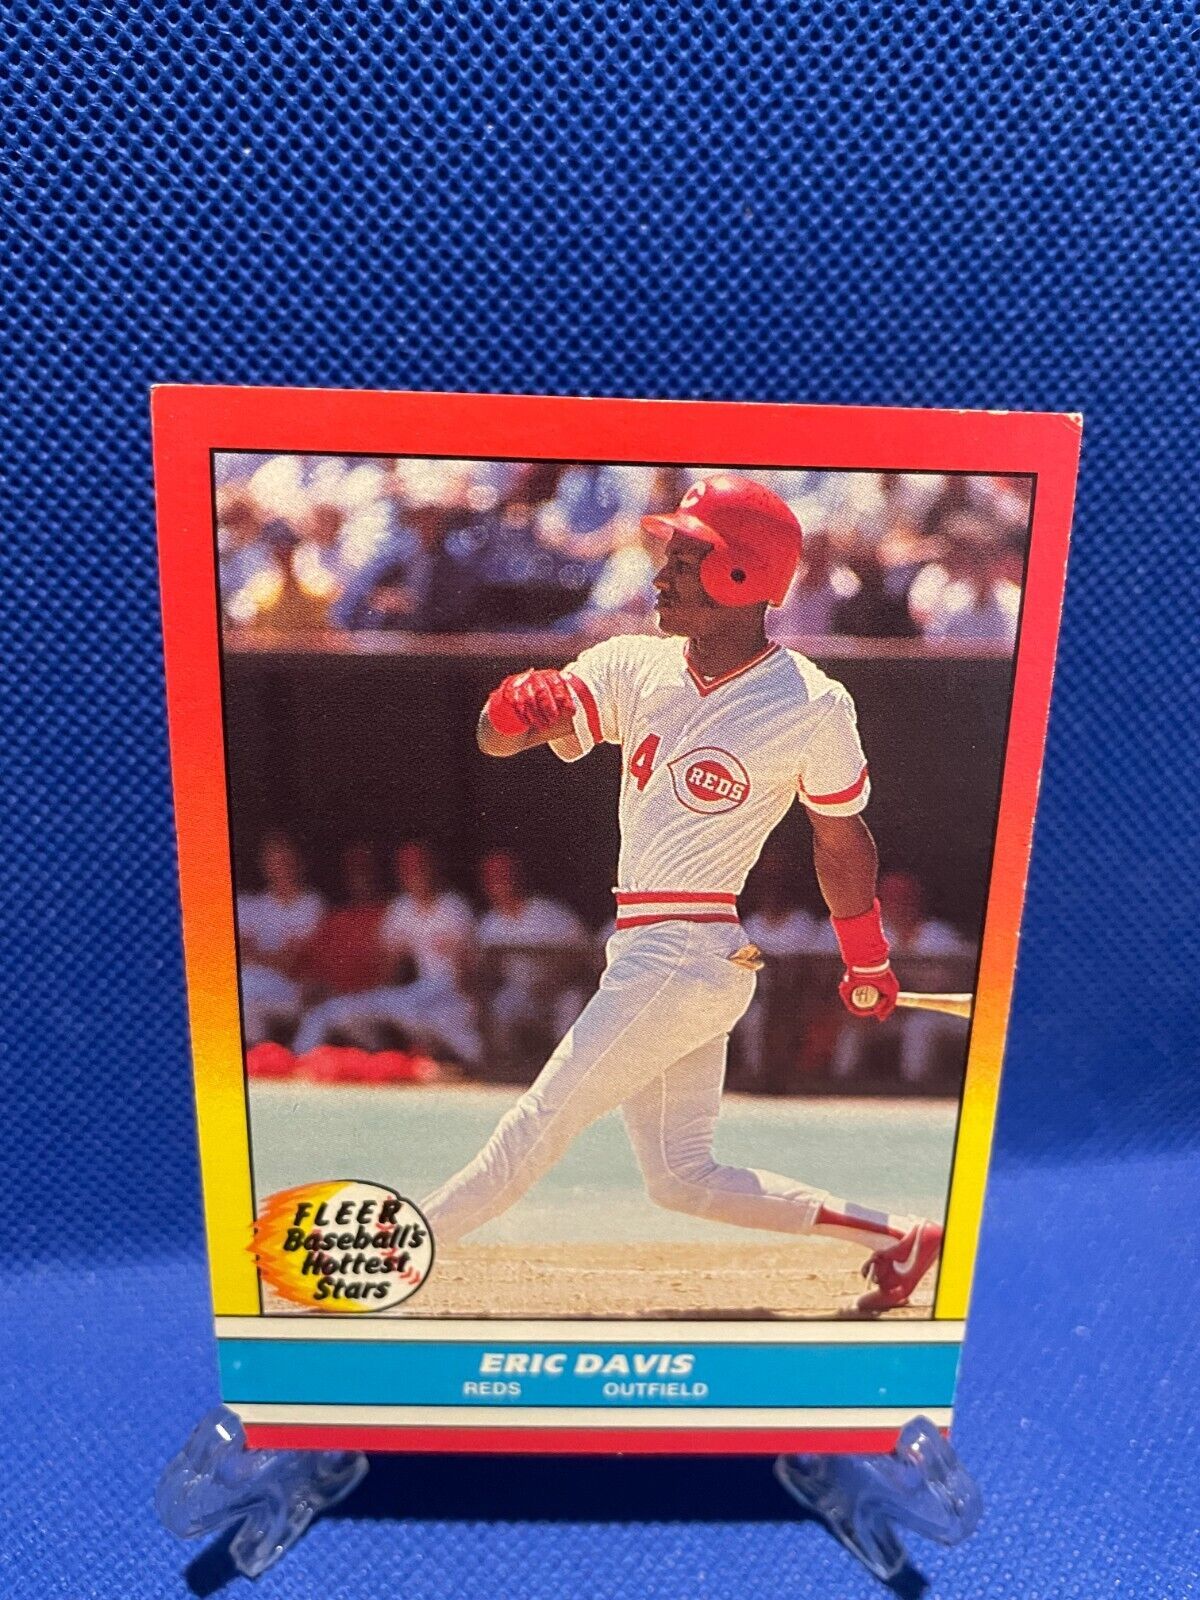 C
4
REDS
FLEER
Baseball's
Hottest
Stars
ERIC DAVIS
REDS OUTFIELD